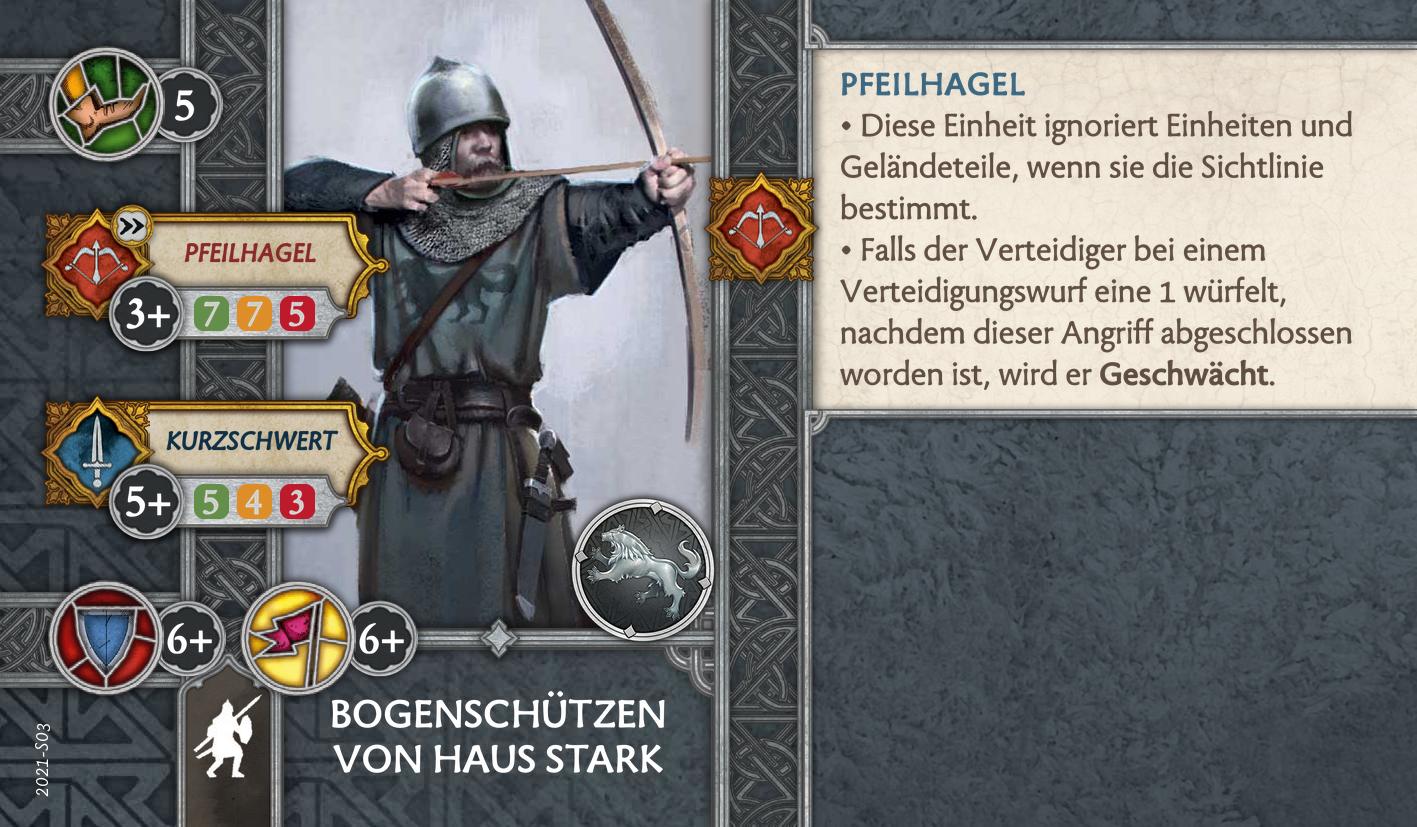 5
PFEILHAGEL
3+ 7 7 5
KURZSCHWERT
5+ 5 4 3
6+ 6+
BOGENSCHÜTZEN
VON HAUS STARK
2021-S03
PFEILHAGEL
• Diese Einheit ignoriert Einheiten und
Geländeteile, wenn sie die Sichtlinie
bestimmt.
• Falls der Verteidiger bei einem
Verteidigungswurf eine 1 würfelt,
nachdem dieser Angriff abgeschlossen
worden ist, wird er Geschwächt.